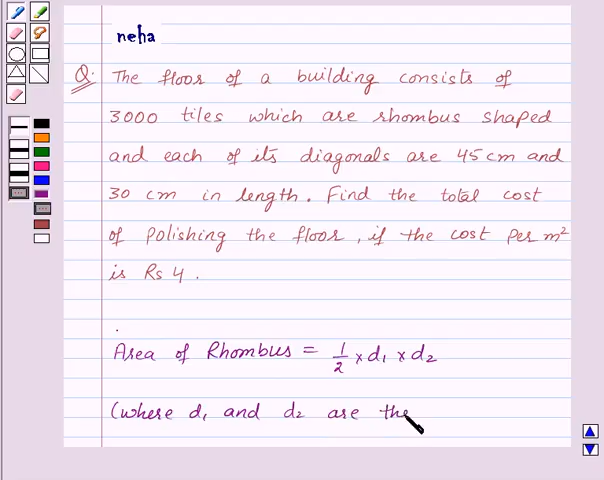 neha
Q. The floor of a building consists of
3000 tiles which are rhombus shaped
and each of its diagonals are 45 cm and
30 cm in length. Find the total cost
of polishing the floor, if the cost per m²
is Rs 4.
Area of Rhombus = 1/2 × d₁ × d₂
(where d₁ and d₂ are the